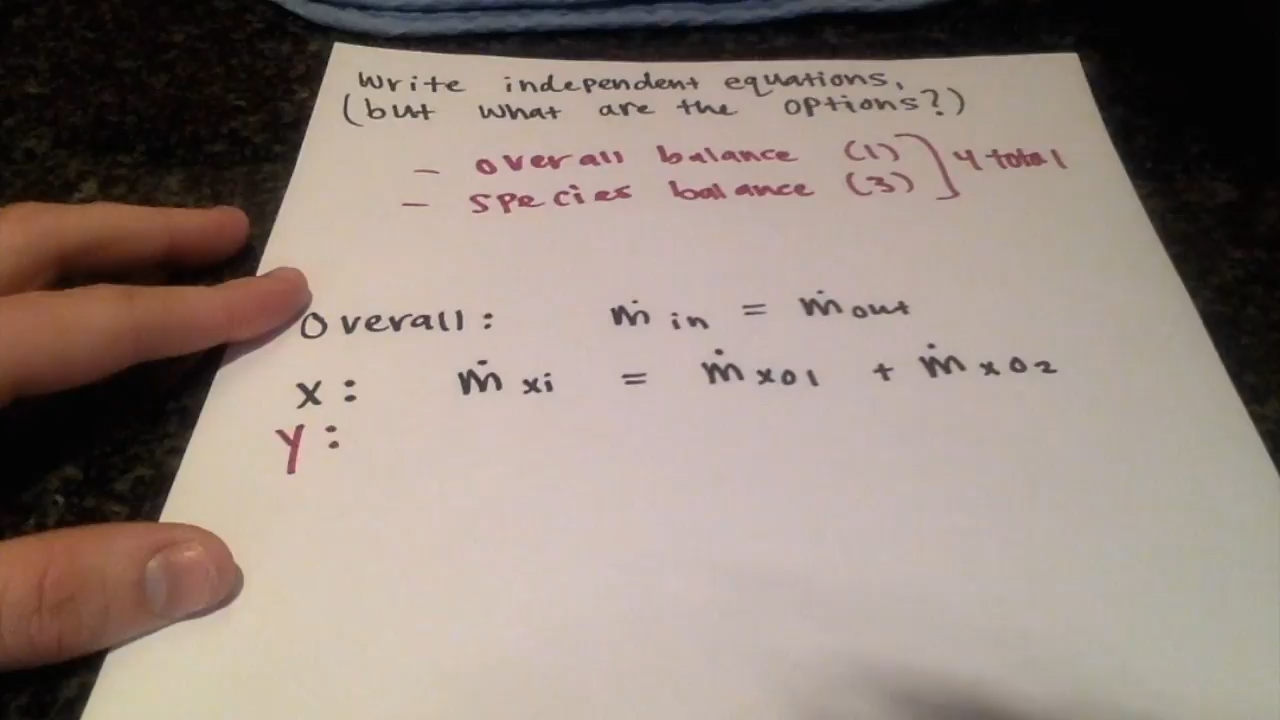 Write independent equations,
(but what are the options?)
- overall balance (1)
- species balance (3) ] 4 total
Overall: ṁ in = ṁ out
x: ṁ xi = ṁ xo1 + ṁ xo2
y: